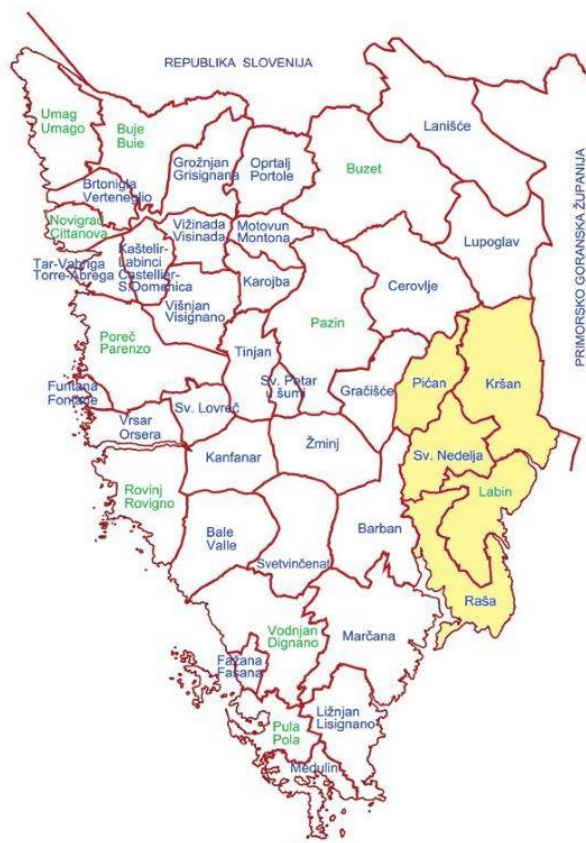 REPUBLIKA SLOVENIJA
PRIMORSKO GORANSKA ŽUPANIJA
Umag
Umago
Buje
Buie
Lanišće
Grožnjan
Grisignana
Oprtalj
Portole
Buzet
Brtonigla
Verteneglio
Novigrad
Cittanova
Vižinada
Visinada
Motovun
Montona
Lupoglav
Tar-Vabriga
Torre-Abrega
Kaštelir-
Labinci
Castellier-
S.Domenica
Karojba
Cerovlje
Višnjan
Visignano
Pazin
Poreč
Parenzo
Tinjan
Sv. Petar
u šumi
Gračišće
Pićan
Kršan
Funtana
Fontane
Vrsar
Orsera
Sv. Lovreč
Kanfanar
Žminj
Sv. Nedelja
Labin
Rovinj
Rovigno
Bale
Valle
Svetvinčenat
Barban
Raša
Vodnjan
Dignano
Marčana
Fažana
Fasana
Ližnjan
Lisignano
Pula
Pola
Medulin